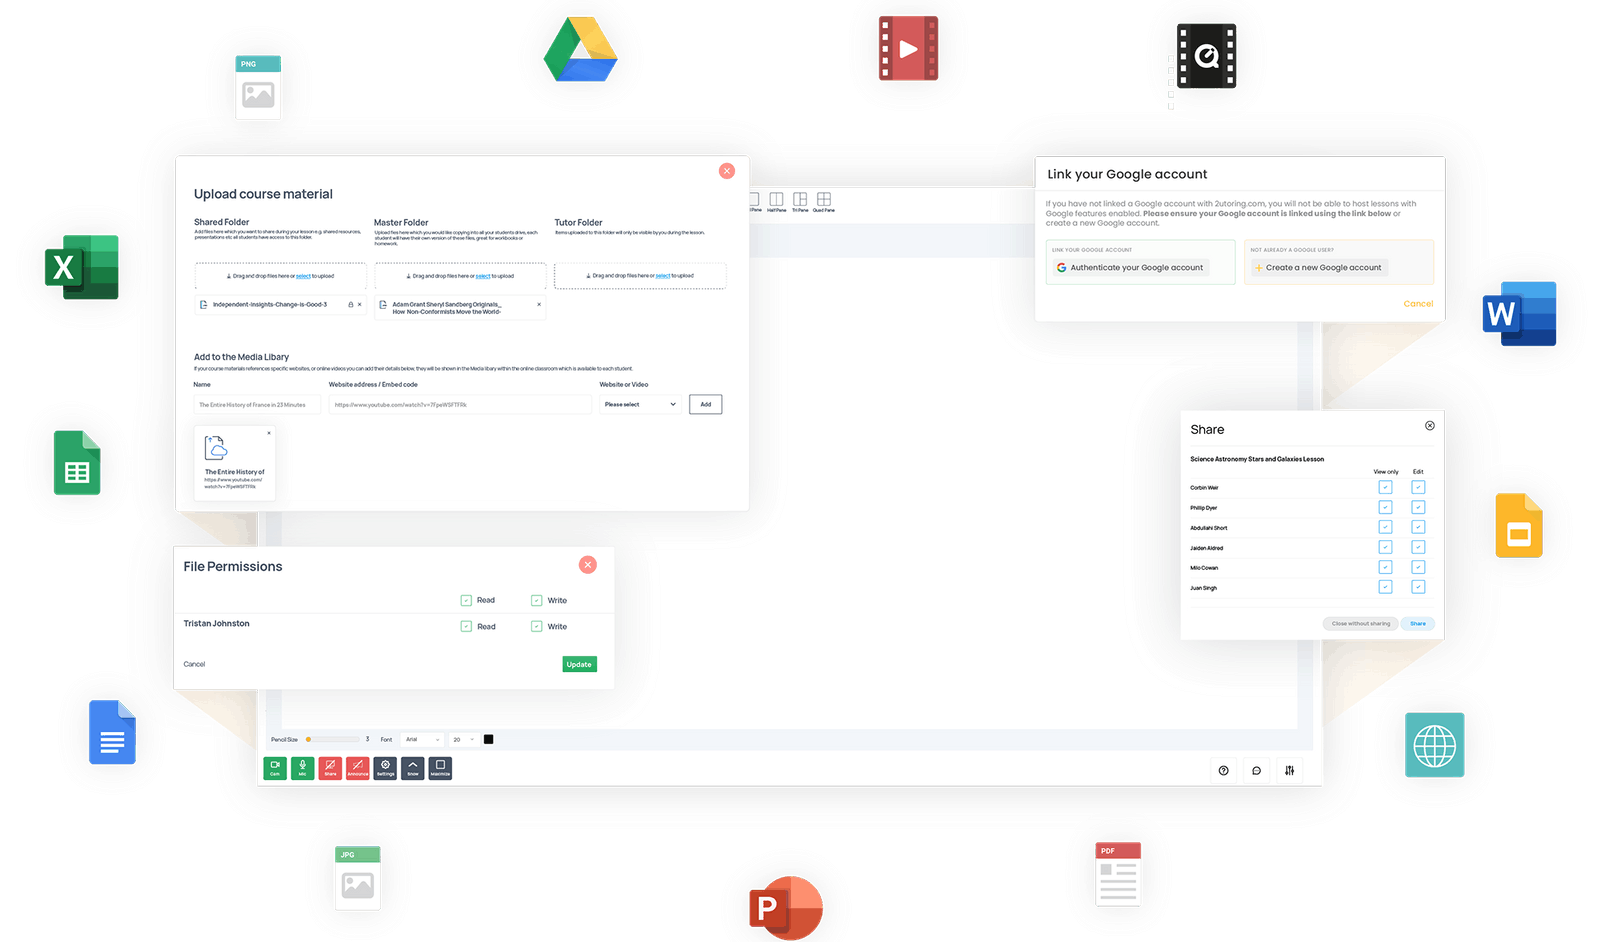 PNG
Upload course material
Shared Folder
Add files here which you want to share during your lesson e.g. shared resources,
presentations etc all students have access to this folder.
Drag and drop files here or select to upload
Independent-Insights-Change-is-Good-3
Master Folder
Upload files here which you would like copying into all your students drive, each
student will have their own version of these files, great for workbooks or
homework.
Drag and drop files here or select to upload
Adam Grant Sheryl Sandberg Originals_
How Non-Conformists Move the World-
Tutor Folder
Items uploaded to this folder will only be visible by you during the lesson.
Drag and drop files here or select to upload
Add to the Media Libary
If your course materials references specific websites, or online videos you can add their details below, they will be shown in the Media libary within the online classroom which is available to each student.
Name
Website address / Embed code
Website or Video
The Entire History of France in 23 Minutes
https://www.youtube.com/watch?v=7FpeWSFTFRk
Please select
Add
The Entire History of
https://www.youtube.com/
watch?v=7FpeWSFTFRk
Pane
Half Pane
Tri Pane
Quad Pane
Link your Google account
If you have not linked a Google account with 2utoring.com, you will not be able to host lessons with
Google features enabled. Please ensure your Google account is linked using the link below or
create a new Google account.
LINK YOUR GOOGLE ACCOUNT
Authenticate your Google account
NOT ALREADY A GOOGLE USER?
Create a new Google account
Cancel
X
W
Share
Science Astronomy Stars and Galaxies Lesson
View only
Edit
Corbin Weir
Phillip Dyer
Abdullahi Short
Jaiden Aldred
Milo Cowan
Juan Singh
Close without sharing
Share
File Permissions
Read
Write
Tristan Johnston
Read
Write
Cancel
Update
Pencil Size
3
Font
Arial
20
Cam
Mic
Share
Announce
Settings
Show
Maximize
JPG
P
PDF